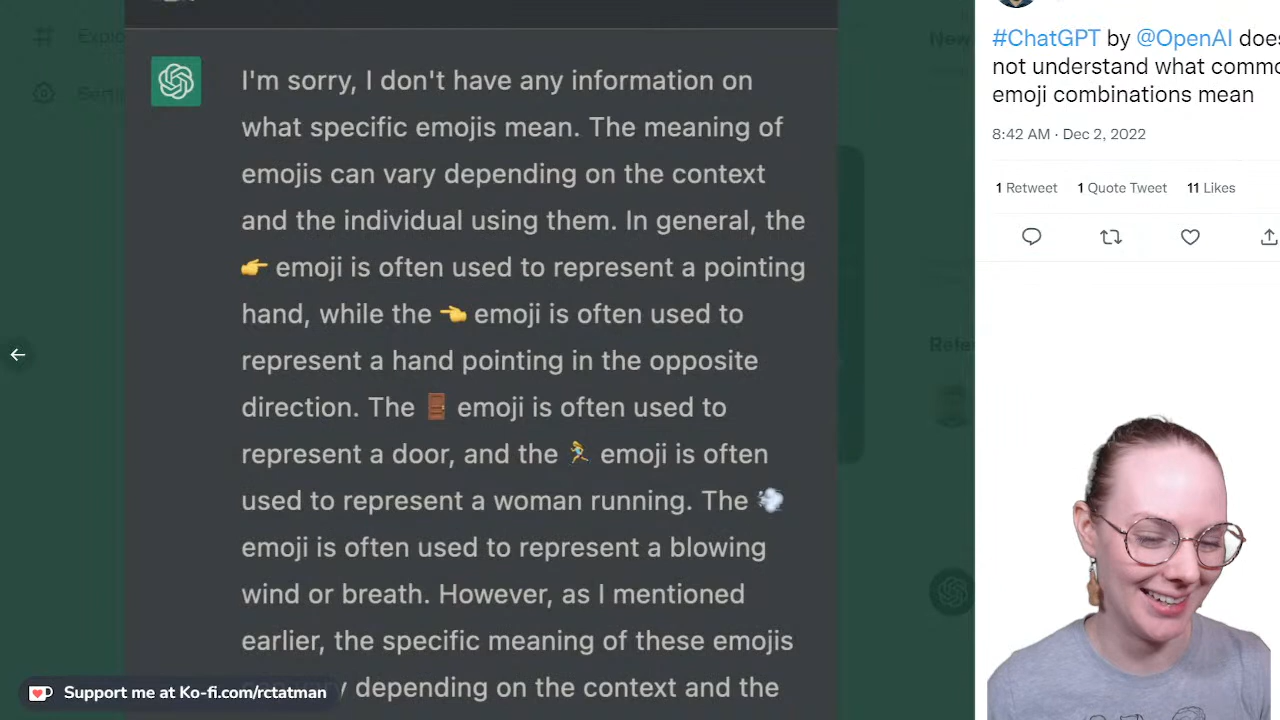 I'm sorry, I don't have any information on
what specific emojis mean. The meaning of
emojis can vary depending on the context
and the individual using them. In general, the
👉 emoji is often used to represent a pointing
hand, while the 👈 emoji is often used to
represent a hand pointing in the opposite
direction. The 🚪 emoji is often used to
represent a door, and the 🏃‍♀️ emoji is often
used to represent a woman running. The 💨
emoji is often used to represent a blowing
wind or breath. However, as I mentioned
earlier, the specific meaning of these emojis
depending on the context and the
Support me at Ko-fi.com/rctatman
#ChatGPT by @OpenAI does
not understand what commo
emoji combinations mean
8:42 AM · Dec 2, 2022
1 Retweet 1 Quote Tweet 11 Likes